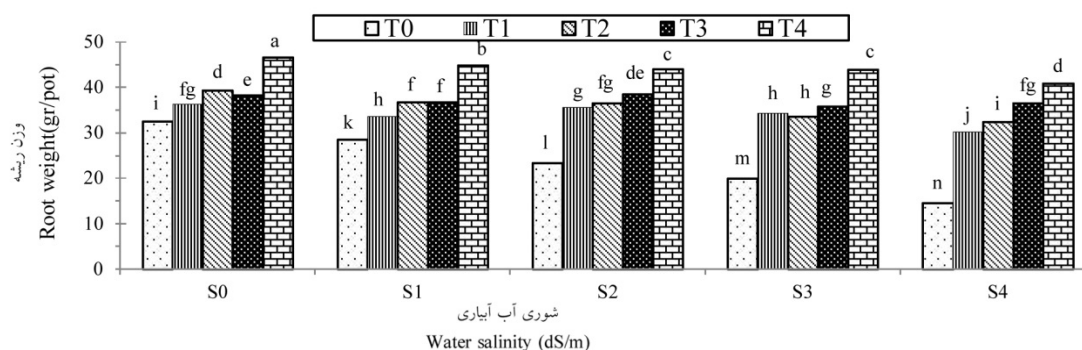 T0 T1 T2 T3 T4
50
40
30
20
10
0
وزن ریشه
Root weight(gr/pot)
i fg d e a
k h f f b
l g fg de c
m h h g c
n j i fg d
S0 S1 S2 S3 S4
شوری آب آبیاری
Water salinity (dS/m)